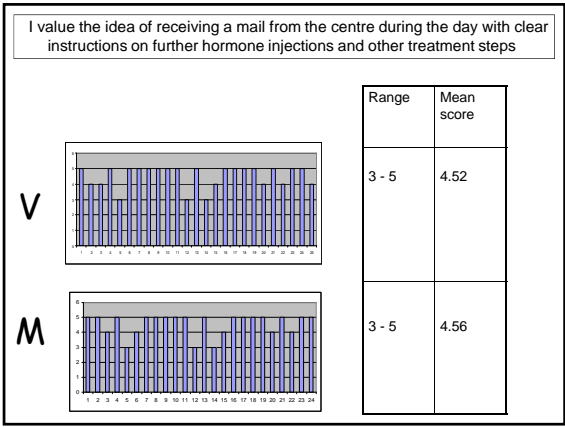 I value the idea of receiving a mail from the centre during the day with clear
instructions on further hormone injections and other treatment steps
Range
Mean
score
V
3 - 5
4.52
M
6
5
4
3
2
1
0
1 2 3 4 5 6 7 8 9 10 11 12 13 14 15 16 17 18 19 20 21 22 23 24
3 - 5
4.56